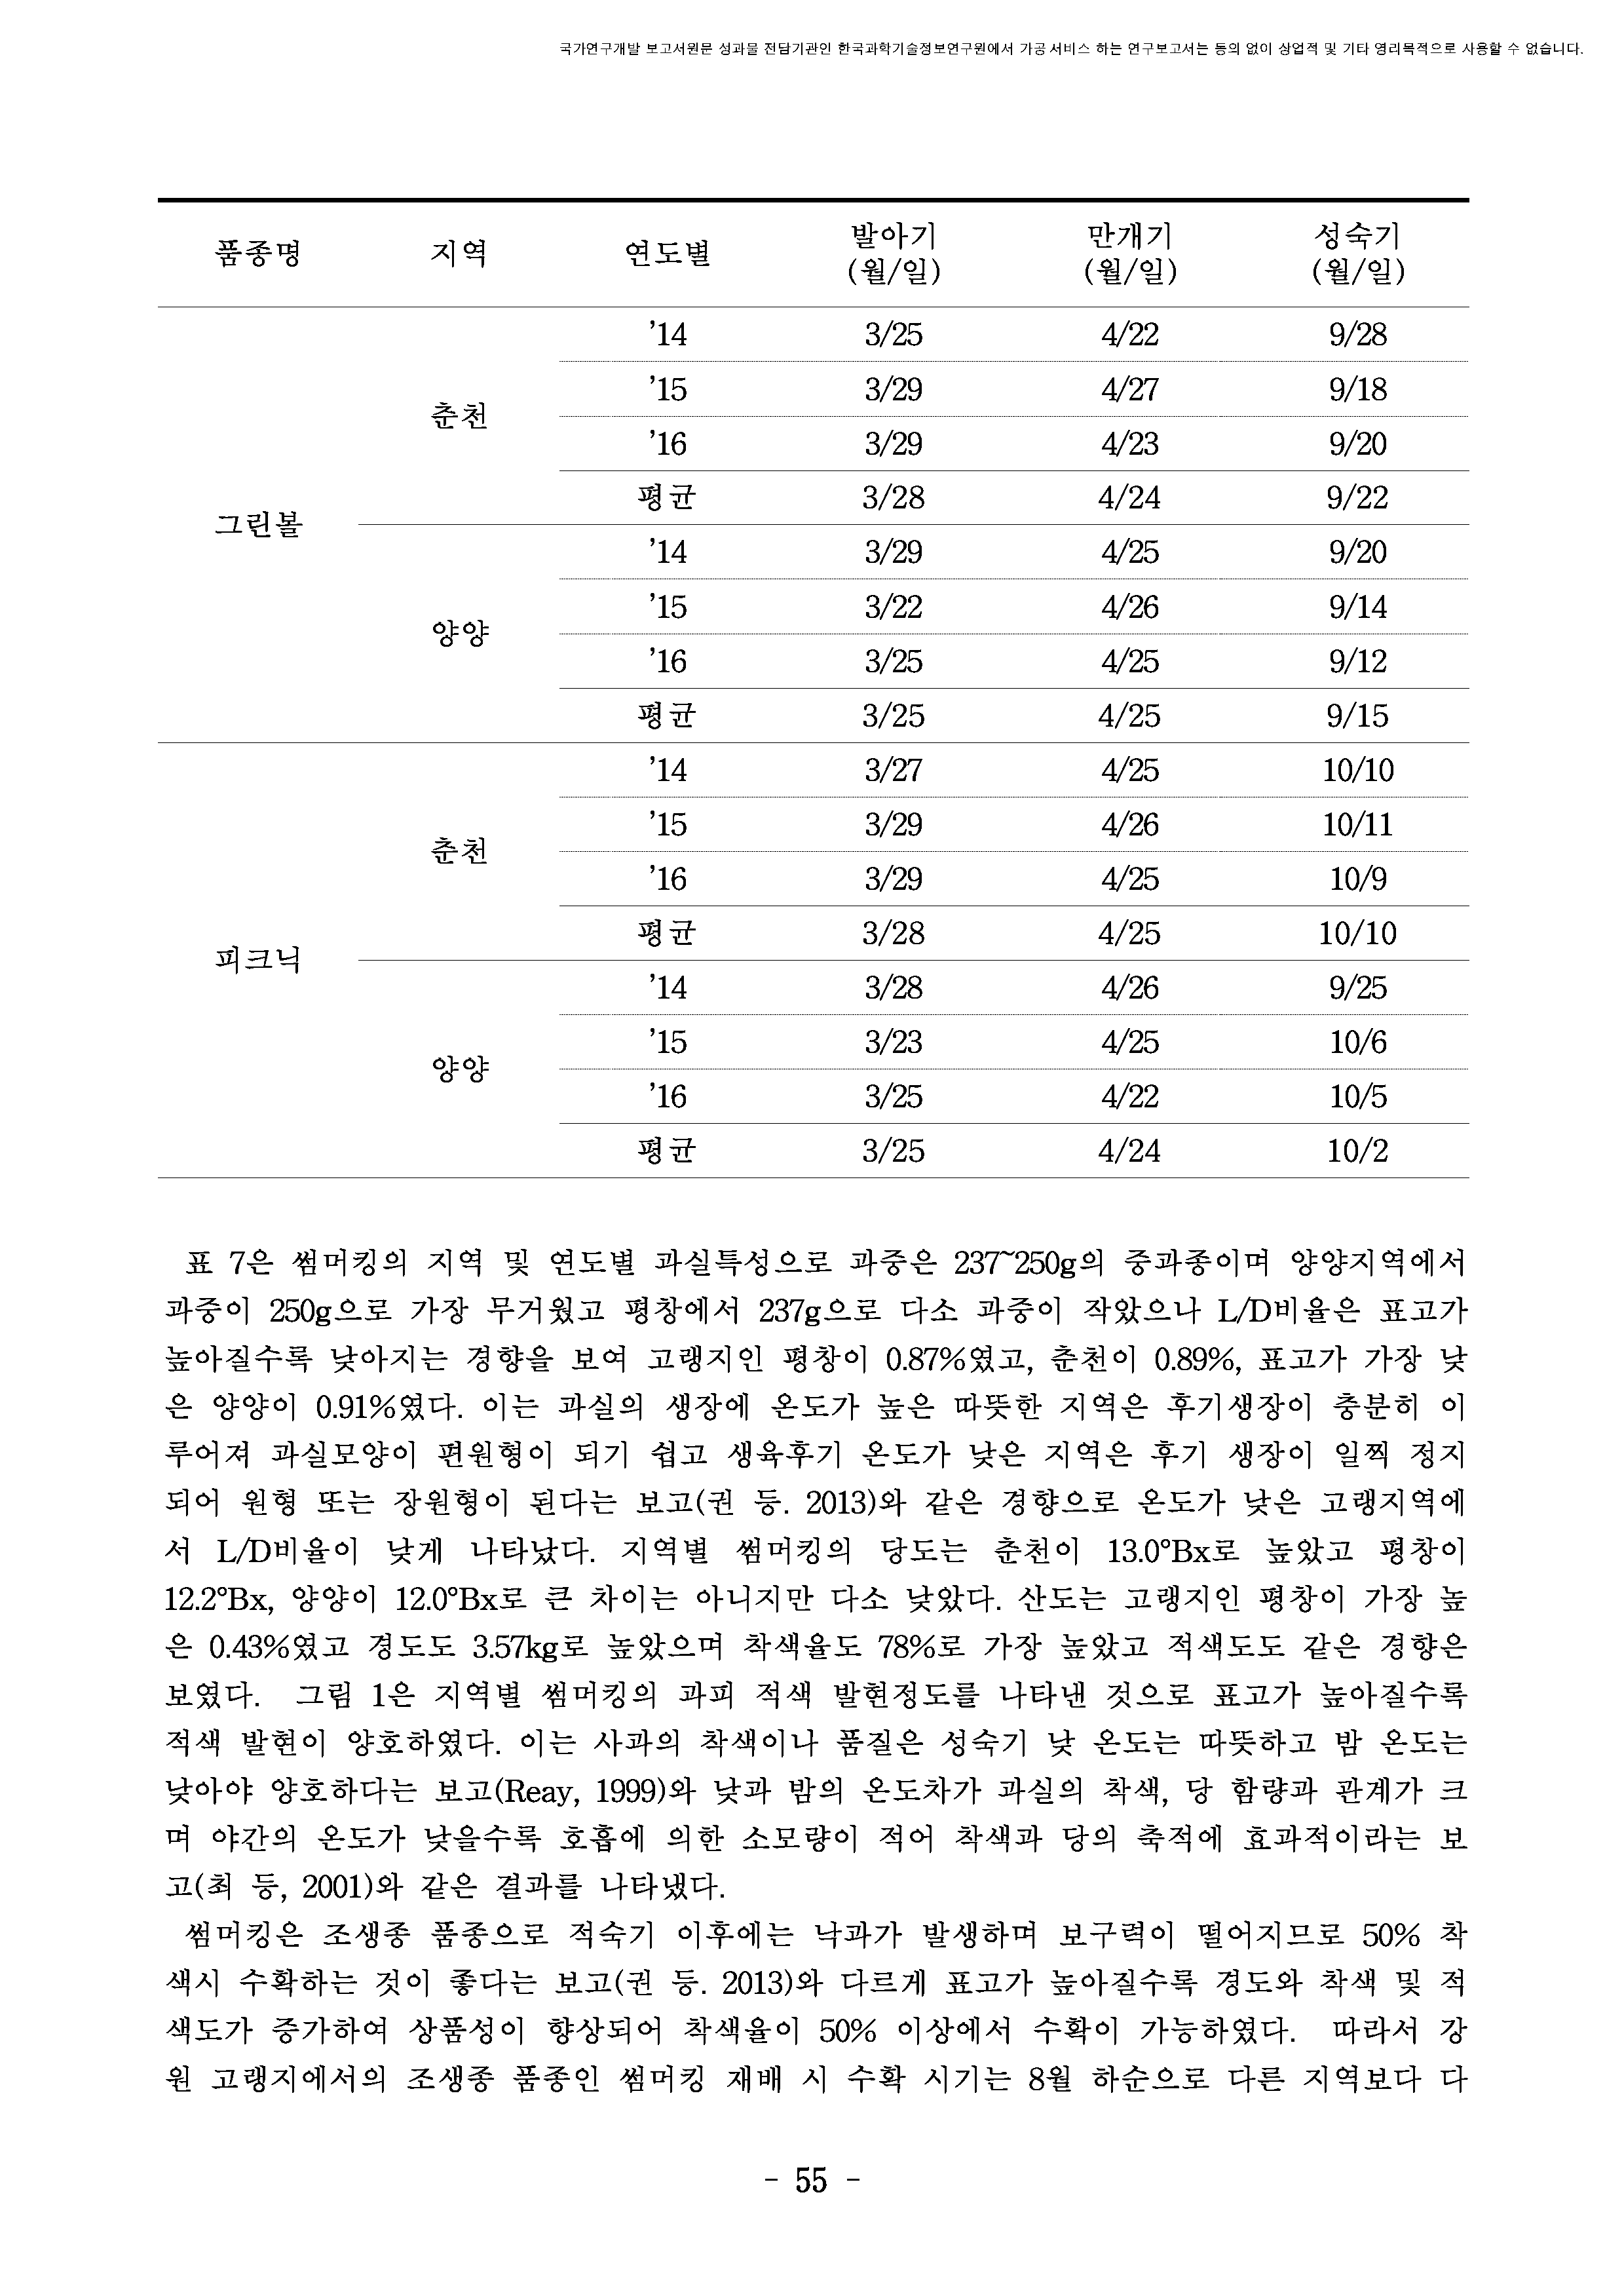 국가연구개발 보고서원문 성과물 전담기관인 한국과학기술정보연구원에서 가공·서비스 하는 연구보고서는 동의 없이 상업적 및 기타 영리목적으로 사용할 수 없습니다.
품종명 지역 연도별 발아기 (월/일) 만개기 (월/일) 성숙기 (월/일)
그린볼 춘천 ’14 3/25 4/22 9/28
’15 3/29 4/27 9/18
’16 3/29 4/23 9/20
평균 3/28 4/24 9/22
양양 ’14 3/29 4/25 9/20
’15 3/22 4/26 9/14
’16 3/25 4/25 9/12
평균 3/25 4/25 9/15
피크닉 춘천 ’14 3/27 4/25 10/10
’15 3/29 4/26 10/11
’16 3/29 4/25 10/9
평균 3/28 4/25 10/10
양양 ’14 3/28 4/26 9/25
’15 3/23 4/25 10/6
’16 3/25 4/22 10/5
평균 3/25 4/24 10/2
표 7은 썸머킹의 지역 및 연도별 과실특성으로 과중은 237~250g의 중과종이며 양양지역에서
과중이 250g으로 가장 무거웠고 평창에서 237g으로 다소 과중이 작았으나 L/D비율은 표고가
높아질수록 낮아지는 경향을 보여 고랭지인 평창이 0.87%였고, 춘천이 0.89%, 표고가 가장 낮
은 양양이 0.91%였다. 이는 과실의 생장에 온도가 높은 따뜻한 지역은 후기생장이 충분히 이
루어져 과실모양이 편원형이 되기 쉽고 생육후기 온도가 낮은 지역은 후기 생장이 일찍 정지
되어 원형 또는 장원형이 된다는 보고(권 등. 2013)와 같은 경향으로 온도가 낮은 고랭지역에
서 L/D비율이 낮게 나타났다. 지역별 썸머킹의 당도는 춘천이 13.0°Bx로 높았고 평창이
12.2°Bx, 양양이 12.0°Bx로 큰 차이는 아니지만 다소 낮았다. 산도는 고랭지인 평창이 가장 높
은 0.43%였고 경도도 3.57kg로 높았으며 착색율도 78%로 가장 높았고 적색도도 같은 경향은
보였다. 그림 1은 지역별 썸머킹의 과피 적색 발현정도를 나타낸 것으로 표고가 높아질수록
적색 발현이 양호하였다. 이는 사과의 착색이나 품질은 성숙기 낮 온도는 따뜻하고 밤 온도는
낮아야 양호하다는 보고(Reay, 1999)와 낮과 밤의 온도차가 과실의 착색, 당 함량과 관계가 크
며 야간의 온도가 낮을수록 호흡에 의한 소모량이 적어 착색과 당의 축적에 효과적이라는 보
고(최 등, 2001)와 같은 결과를 나타냈다.
썸머킹은 조생종 품종으로 적숙기 이후에는 낙과가 발생하며 보구력이 떨어지므로 50% 착
색시 수확하는 것이 좋다는 보고(권 등. 2013)와 다르게 표고가 높아질수록 경도와 착색 및 적
색도가 증가하여 상품성이 향상되어 착색율이 50% 이상에서 수확이 가능하였다. 따라서 강
원 고랭지에서의 조생종 품종인 썸머킹 재배 시 수확 시기는 8월 하순으로 다른 지역보다 다
- 55 -